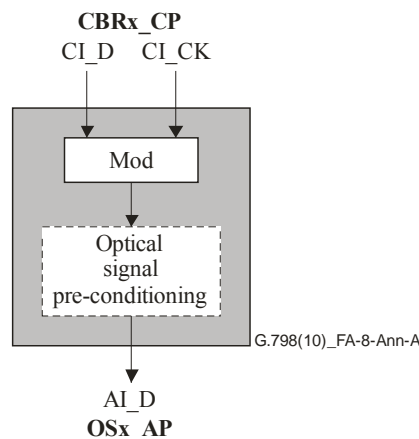 CBRx_CP
CI_D CI_CK
Mod
Optical
signal
pre-conditioning
G.798(10)_FA-8-Ann-A
AI_D
OSx_AP